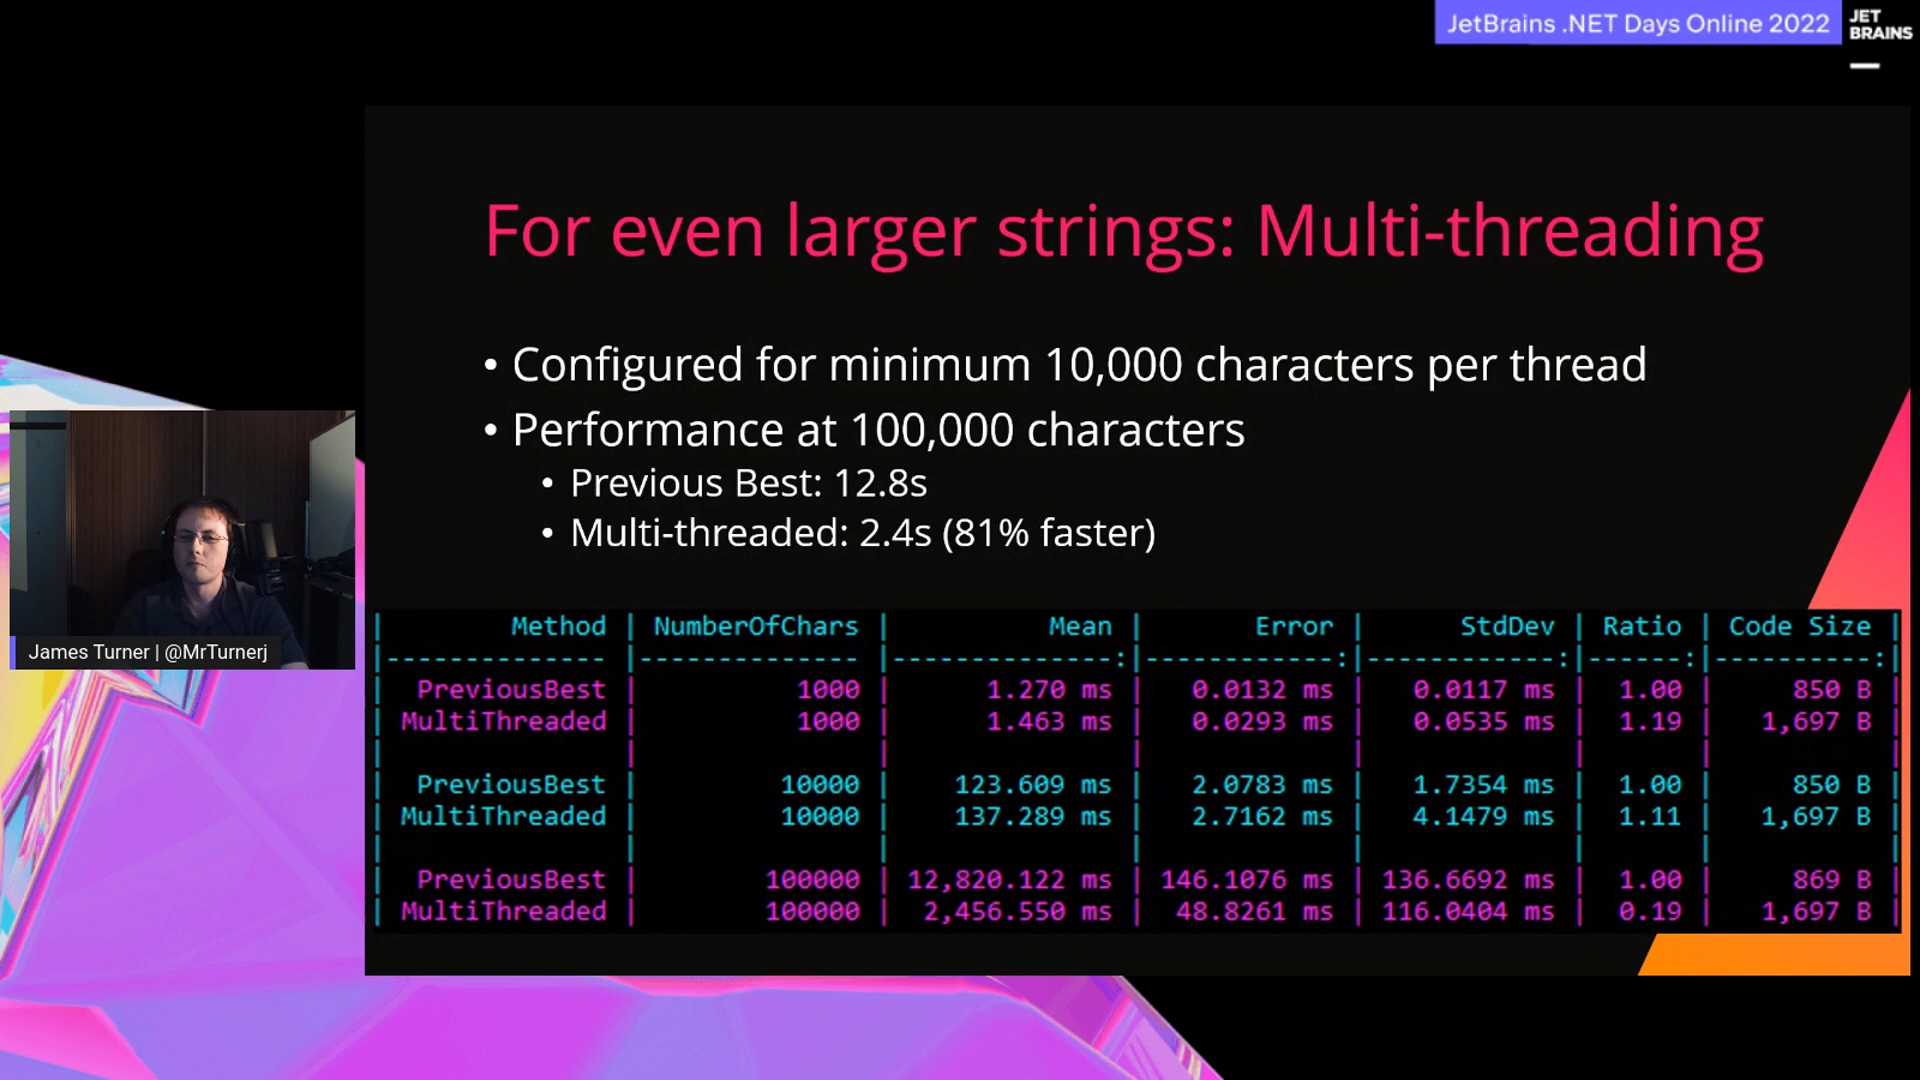 JetBrains .NET Days Online 2022
JET
BRAINS
For even larger strings: Multi-threading
• Configured for minimum 10,000 characters per thread
• Performance at 100,000 characters
• Previous Best: 12.8s
• Multi-threaded: 2.4s (81% faster)
James Turner | @MrTurnerj
| Method | NumberOfChars | Mean | Error | StdDev | Ratio | Code Size |
|-------------- |-------------- |--------------:|------------:|------------:|------:|----------:|
| PreviousBest | 1000 | 1.270 ms | 0.0132 ms | 0.0117 ms | 1.00 | 850 B |
| MultiThreaded | 1000 | 1.463 ms | 0.0293 ms | 0.0535 ms | 1.19 | 1,697 B |
| | | | | | | |
| PreviousBest | 10000 | 123.609 ms | 2.0783 ms | 1.7354 ms | 1.00 | 850 B |
| MultiThreaded | 10000 | 137.289 ms | 2.7162 ms | 4.1479 ms | 1.11 | 1,697 B |
| | | | | | | |
| PreviousBest | 100000 | 12,820.122 ms | 146.1076 ms | 136.6692 ms | 1.00 | 869 B |
| MultiThreaded | 100000 | 2,456.550 ms | 48.8261 ms | 116.0404 ms | 0.19 | 1,697 B |